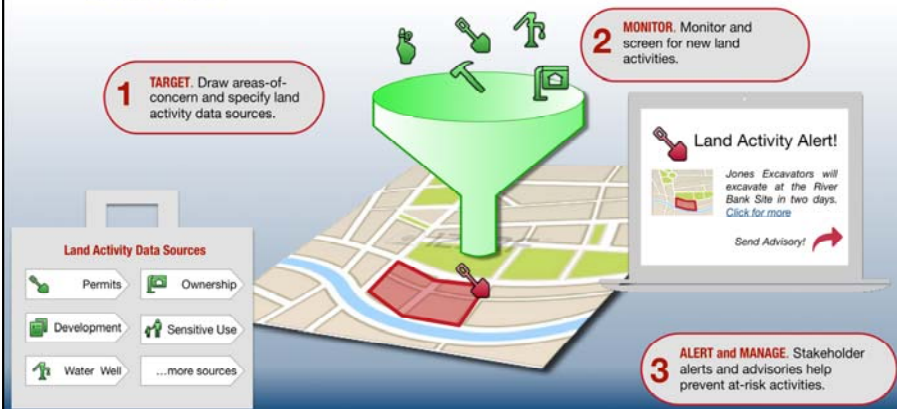 1 TARGET. Draw areas-of-
concern and specify land
activity data sources.
2 MONITOR. Monitor and
screen for new land
activities.
Land Activity Alert!
Jones Excavators will
excavate at the River
Bank Site in two days.
Click for more
Send Advisory!
Land Activity Data Sources
Permits
Ownership
Development
Sensitive Use
Water Well
...more sources
3 ALERT and MANAGE. Stakeholder
alerts and advisories help
prevent at-risk activities.